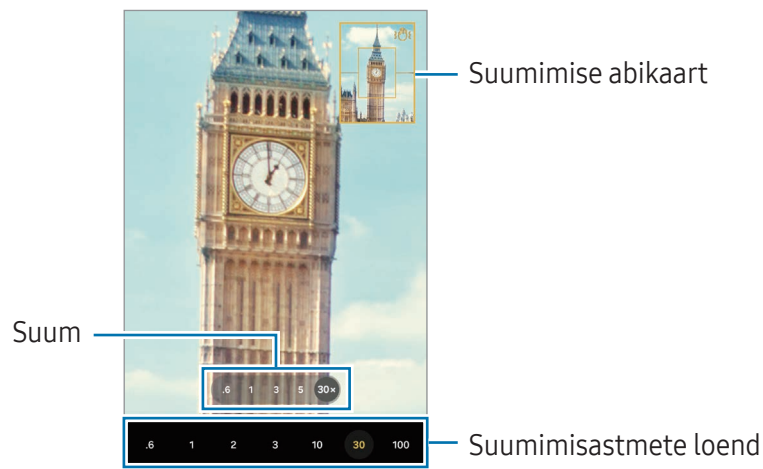 Suumimise abikaart
Suum
.6 1 3 5 30×
.6 1 2 3 10 30 100
Suumimisastmete loend